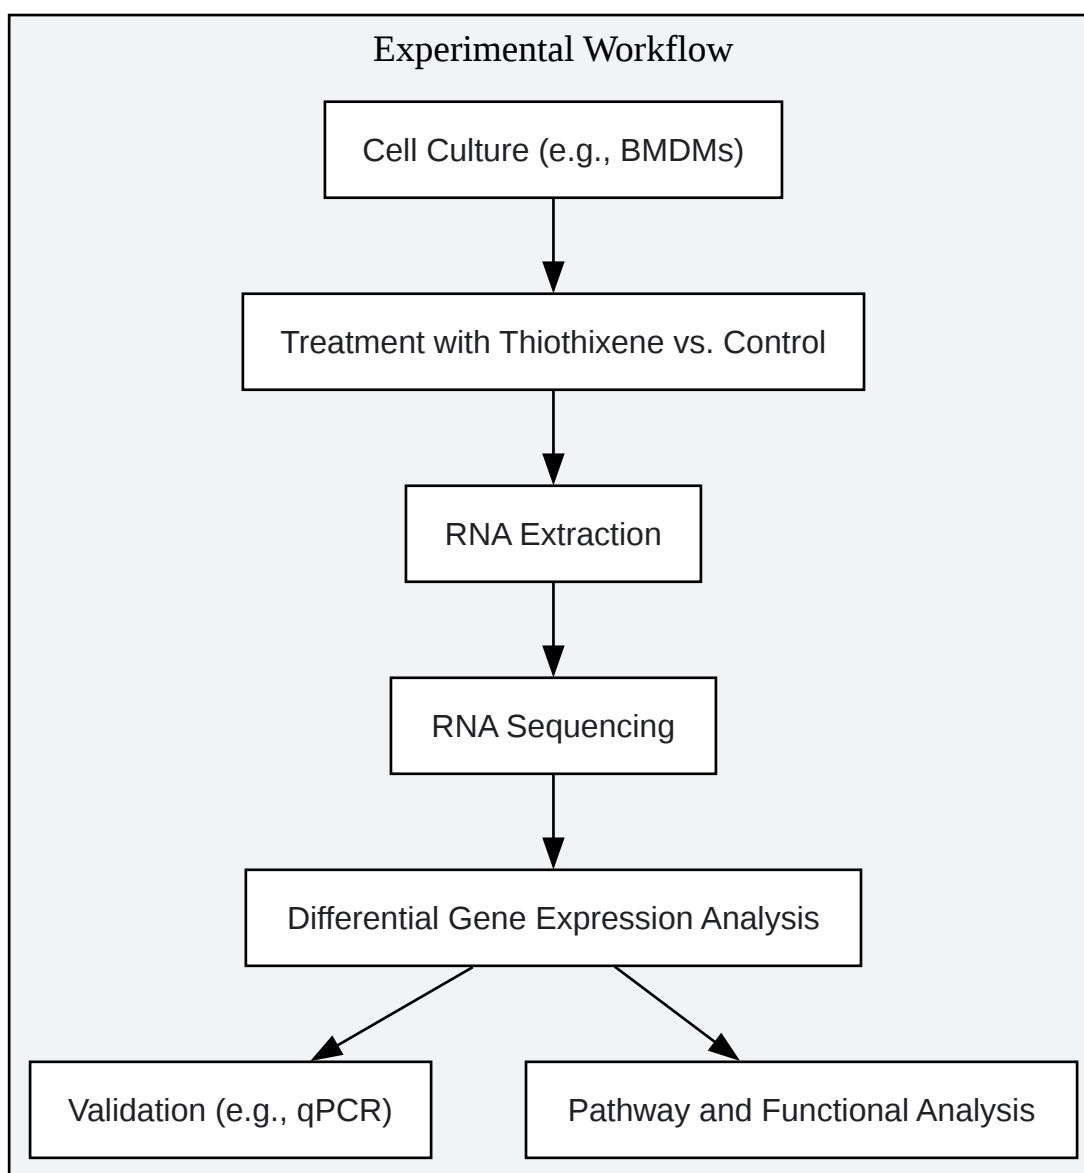 Experimental Workflow
Cell Culture (e.g., BMDMs)
Treatment with Thiothixene vs. Control
RNA Extraction
RNA Sequencing
Differential Gene Expression Analysis
Validation (e.g., qPCR)
Pathway and Functional Analysis